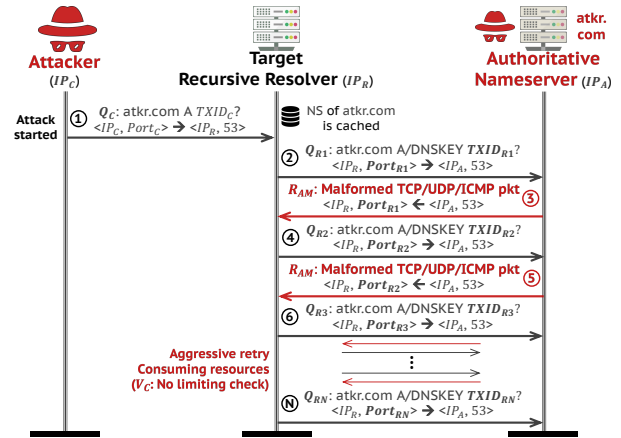 Attacker
(IP_C)
Target
Recursive Resolver (IP_R)
atkr.
com
Authoritative
Nameserver (IP_A)
Attack
started
① Q_C: atkr.com A TXID_C?
<IP_C, Port_C> → <IP_R, 53>
NS of atkr.com
is cached
② Q_R1: atkr.com A/DNSKEY TXID_R1?
<IP_R, Port_R1> → <IP_A, 53>
R_AM: Malformed TCP/UDP/ICMP pkt ③
<IP_R, Port_R1> ← <IP_A, 53>
④ Q_R2: atkr.com A/DNSKEY TXID_R2?
<IP_R, Port_R2> → <IP_A, 53>
R_AM: Malformed TCP/UDP/ICMP pkt ⑤
<IP_R, Port_R2> ← <IP_A, 53>
⑥ Q_R3: atkr.com A/DNSKEY TXID_R3?
<IP_R, Port_R3> → <IP_A, 53>
Aggressive retry
Consuming resources
(V_C: No limiting check)
⋮
Ⓝ Q_RN: atkr.com A/DNSKEY TXID_RN?
<IP_R, Port_RN> → <IP_A, 53>